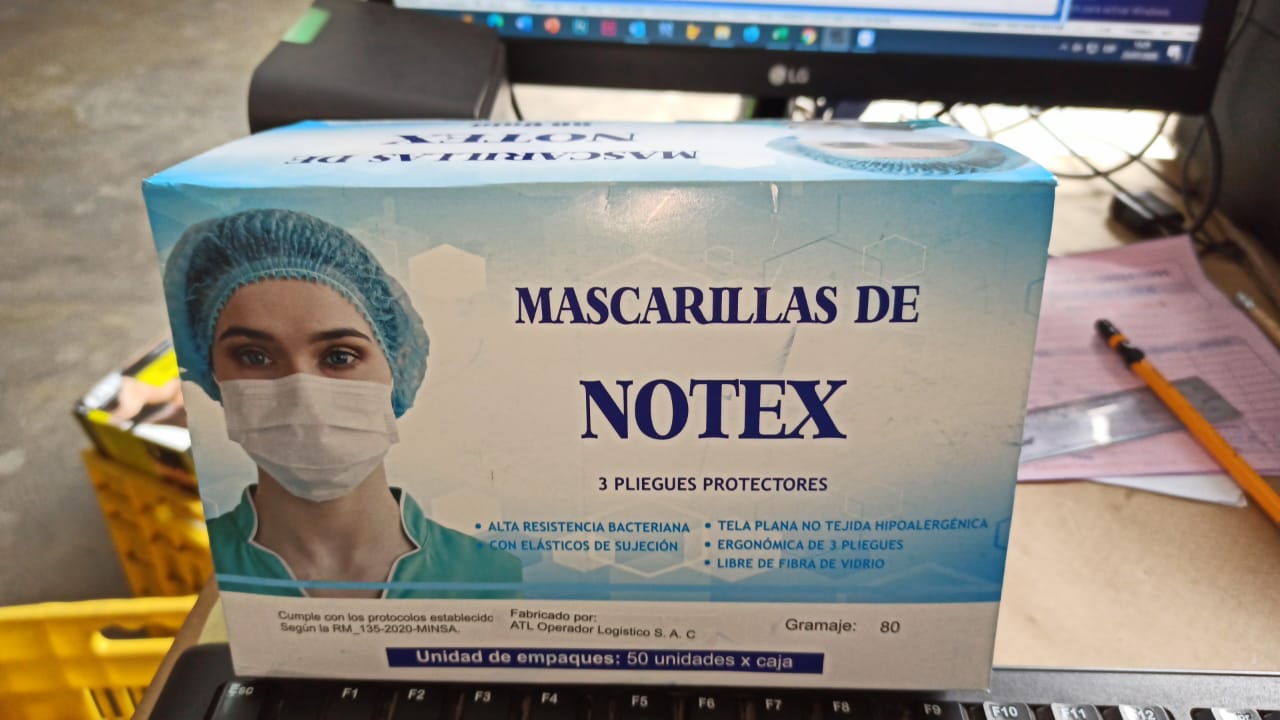 LG
MASCARILLAS DE
NOTEX
MASCARILLAS DE
NOTEX
3 PLIEGUES PROTECTORES
• ALTA RESISTENCIA BACTERIANA
• CON ELÁSTICOS DE SUJECIÓN
• TELA PLANA NO TEJIDA HIPOALERGÉNICA
• ERGONÓMICA DE 3 PLIEGUES
• LIBRE DE FIBRA DE VIDRIO
Cumple con los protocolos establecido
Según la RM_135-2020-MINSA.
Fabricado por:
ATL Operador Logístico S. A. C
Gramaje: 80
Unidad de empaques: 50 unidades x caja
Esc F1 F2 F3 F4 F5 F6 F7 F8 F9 F10 F11 F12